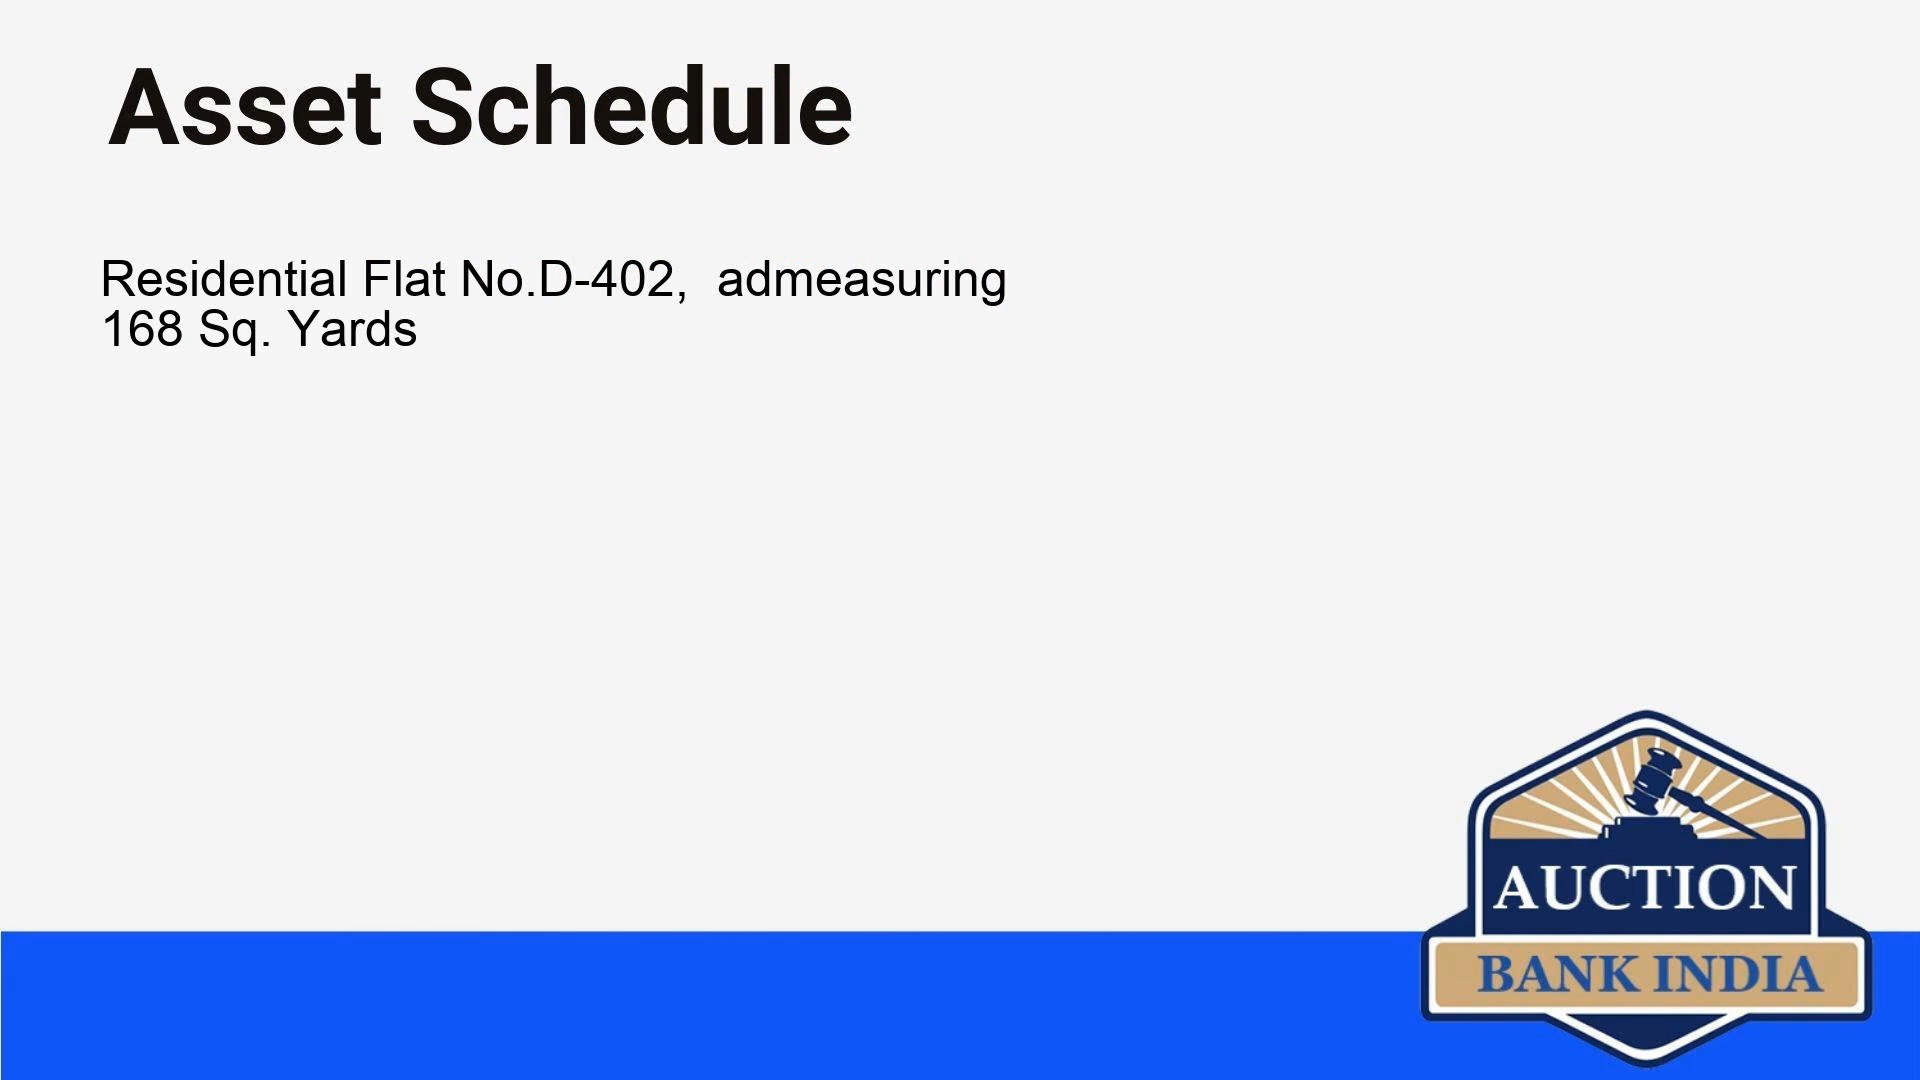 Asset Schedule
Residential Flat No.D-402,  admeasuring
168 Sq. Yards
AUCTION
BANK INDIA